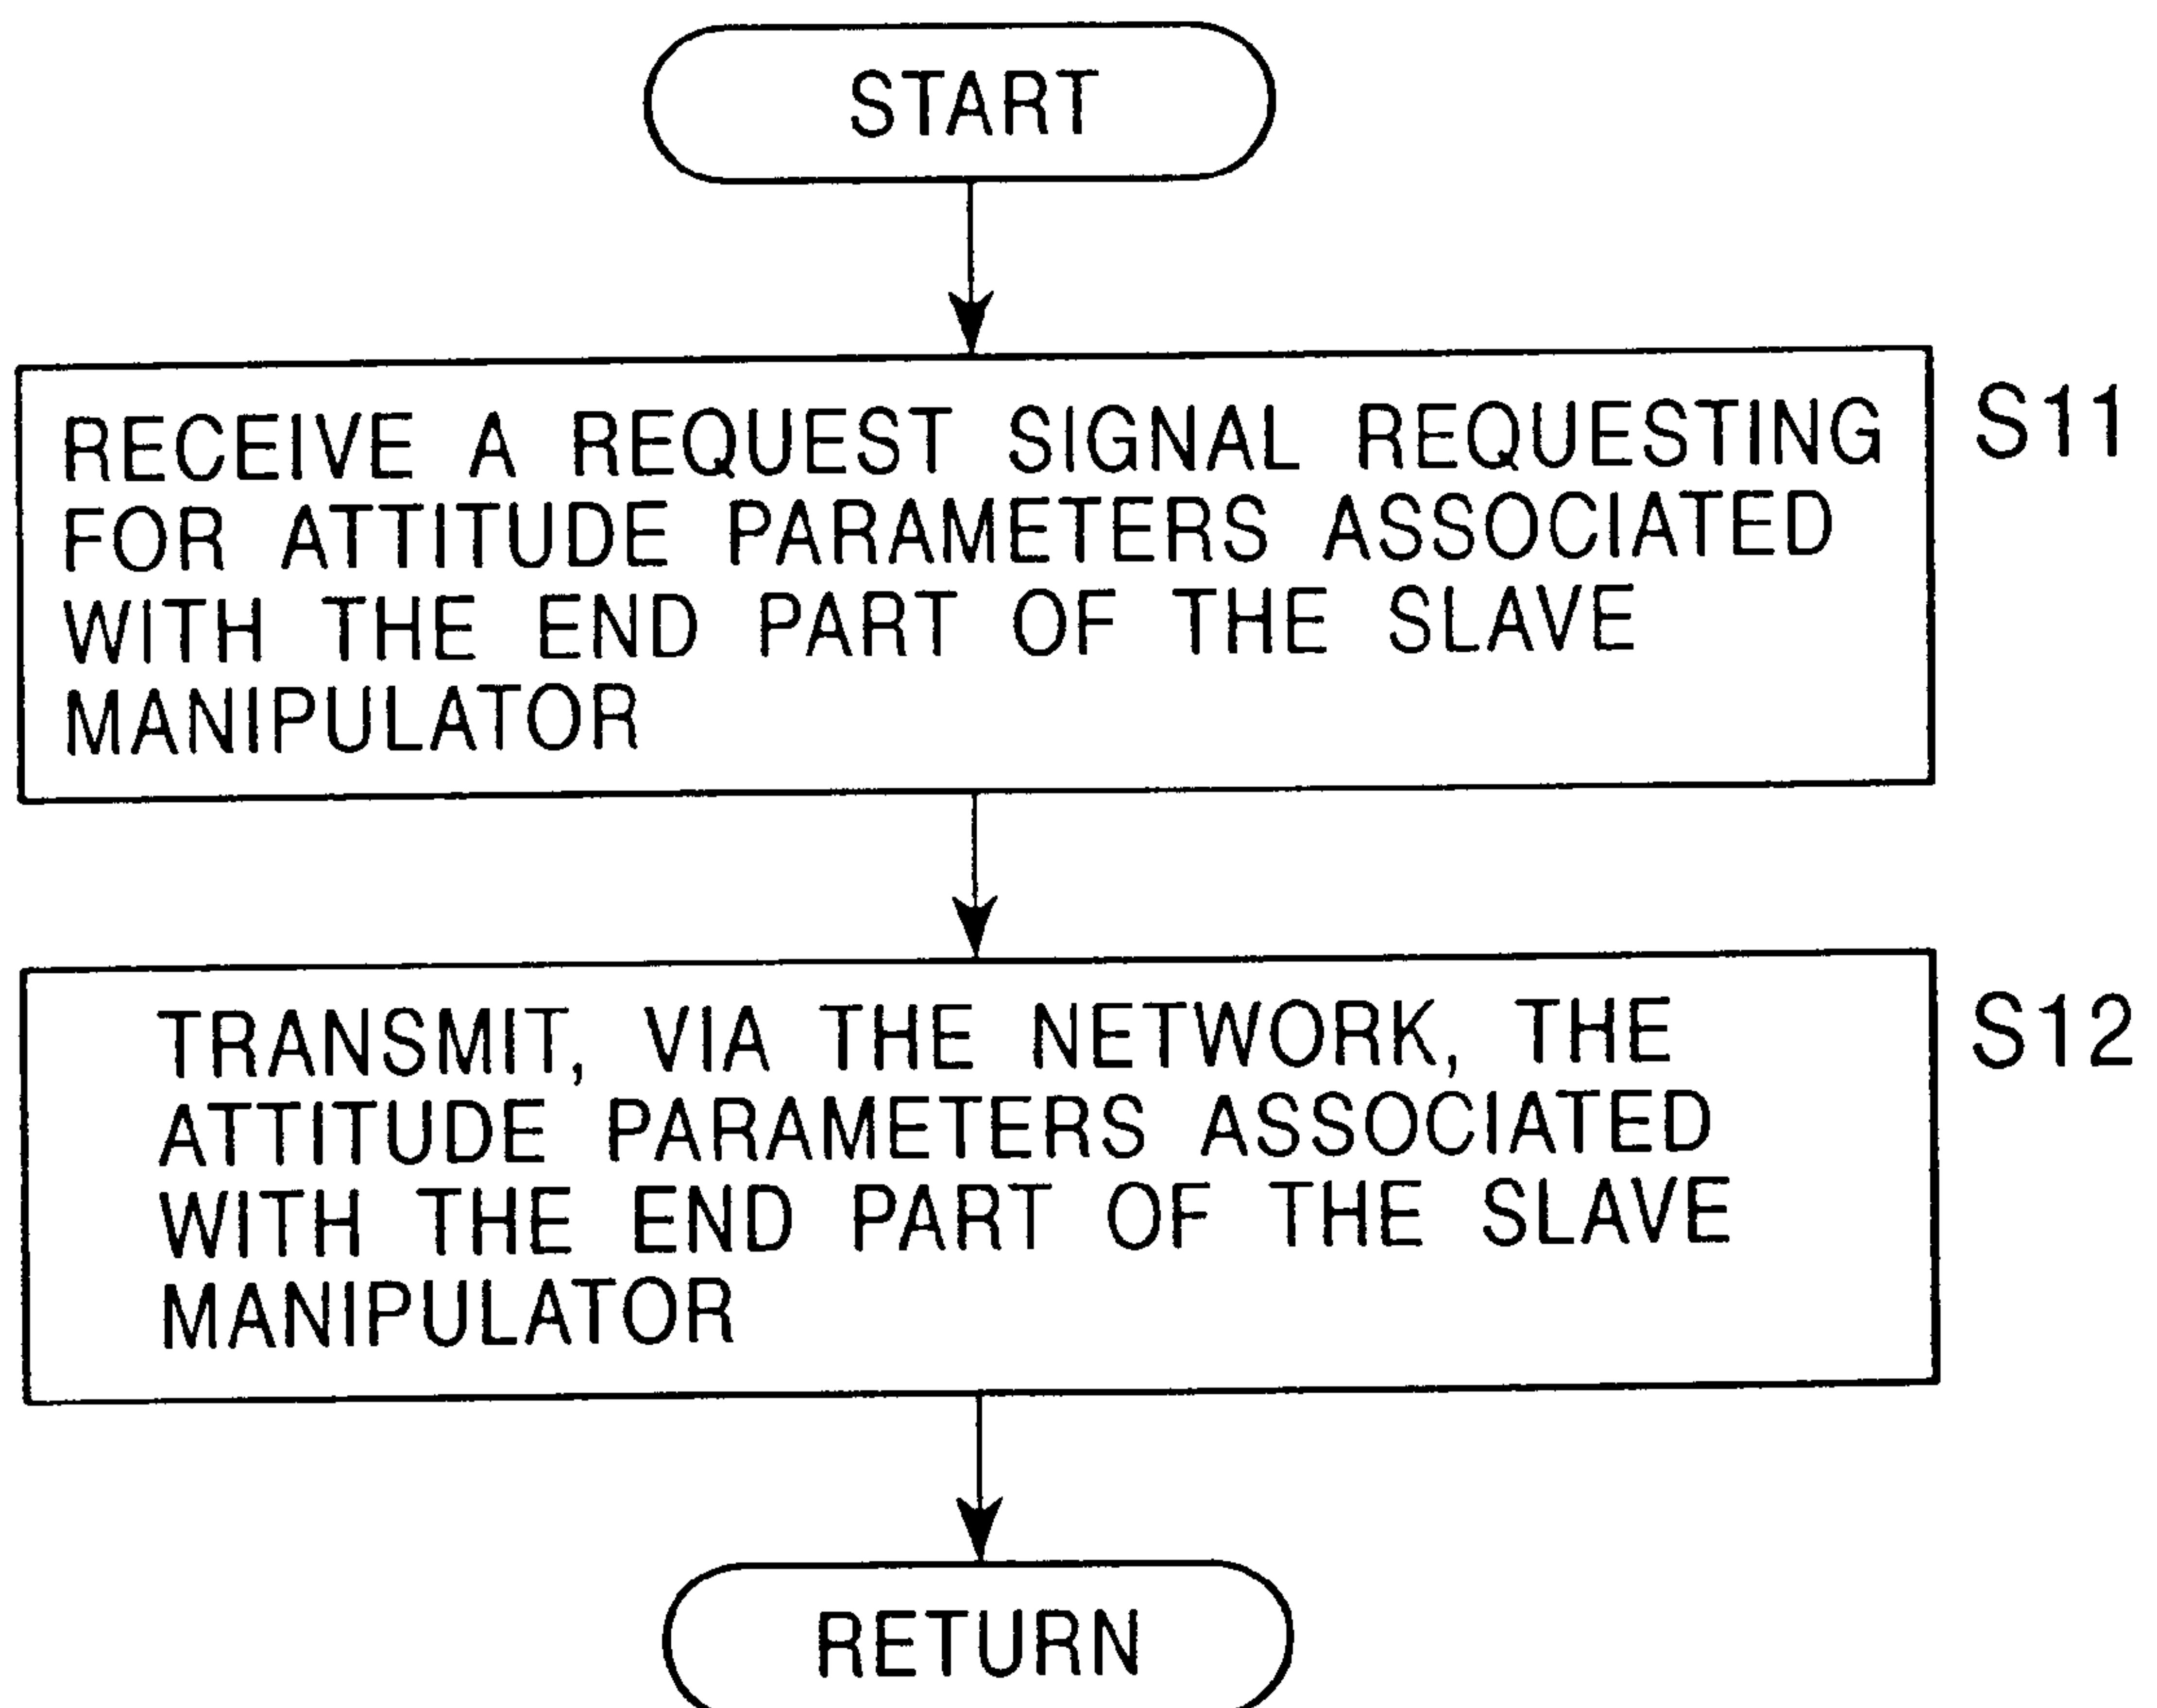 START
RECEIVE A REQUEST SIGNAL REQUESTING
FOR ATTITUDE PARAMETERS ASSOCIATED
WITH THE END PART OF THE SLAVE
MANIPULATOR
S11
TRANSMIT, VIA THE NETWORK, THE
ATTITUDE PARAMETERS ASSOCIATED
WITH THE END PART OF THE SLAVE
MANIPULATOR
S12
RETURN